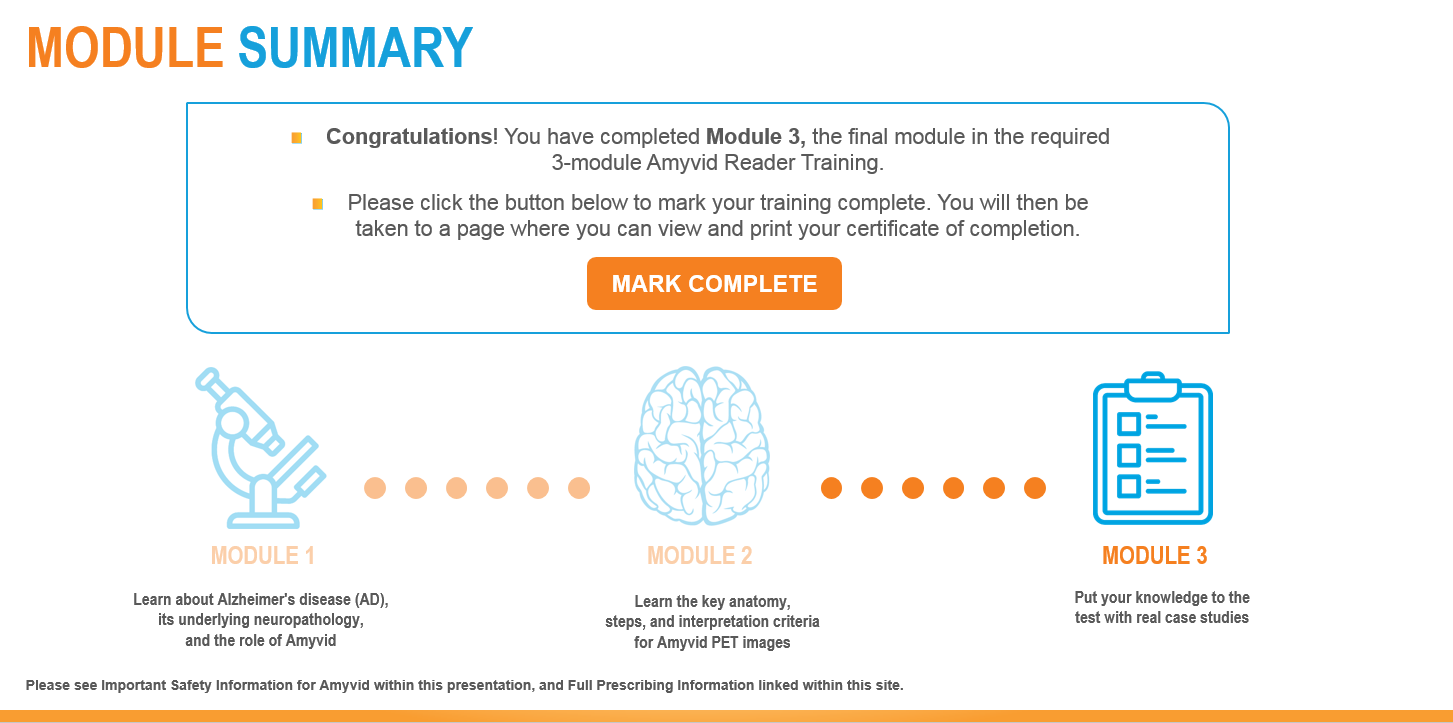 MODULE SUMMARY
Congratulations! You have completed Module 3, the final module in the required
3-module Amyvid Reader Training.
Please click the button below to mark your training complete. You will then be
taken to a page where you can view and print your certificate of completion.
MARK COMPLETE
MODULE 1
Learn about Alzheimer's disease (AD),
its underlying neuropathology,
and the role of Amyvid
MODULE 2
Learn the key anatomy,
steps, and interpretation criteria
for Amyvid PET images
MODULE 3
Put your knowledge to the
test with real case studies
Please see Important Safety Information for Amyvid within this presentation, and Full Prescribing Information linked within this site.